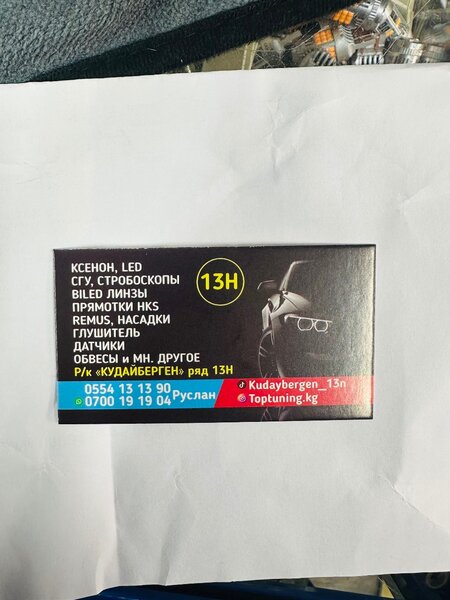 КСЕНОН, LED
СГУ, СТРОБОСКОПЫ
BILED ЛИНЗЫ
ПРЯМОТКИ HKS
REMUS, НАСАДКИ
ГЛУШИТЕЛЬ
ДАТЧИКИ
ОБВЕСЫ и МН. ДРУГОЕ
Р/к «КУДАЙБЕРГЕН» ряд 13Н
13Н
0554 13 13 90
0700 19 19 04
Руслан
Kudaybergen_13n
Toptuning.kg